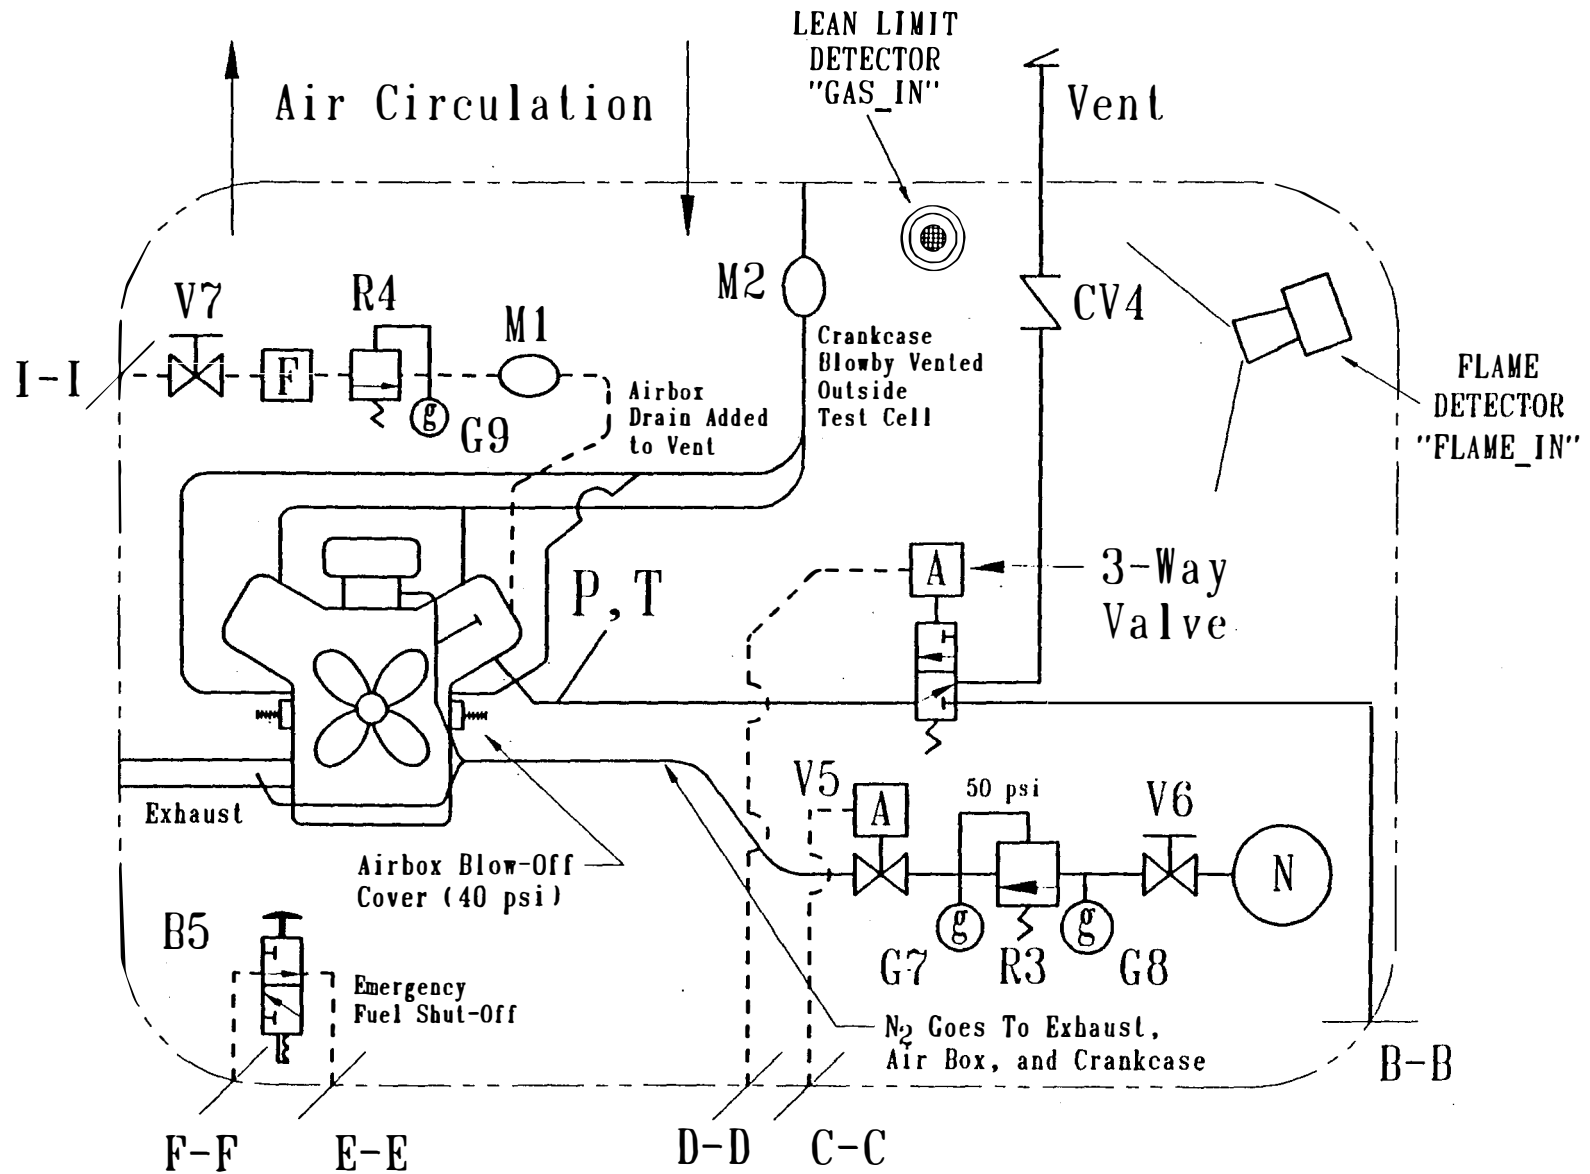 LEAN LIMIT
DETECTOR
"GAS_IN"
Air Circulation
Vent
V7
R4
M1
M2
CV4
I-I
F
g
G9
Airbox
Drain Added
to Vent
Crankcase
Blowby Vented
Outside
Test Cell
FLAME
DETECTOR
"FLAME_IN"
P,T
A
3-Way
Valve
Exhaust
Airbox Blow-Off
Cover (40 psi)
V5
A
50 psi
V6
N
g
G7
R3
g
G8
B5
Emergency
Fuel Shut-Off
N2 Goes To Exhaust,
Air Box, and Crankcase
B-B
F-F
E-E
D-D
C-C